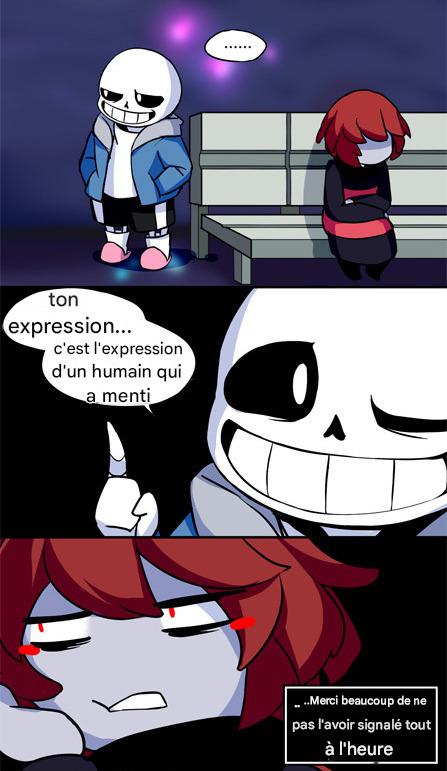 ......
ton
expression...
c'est l'expression
d'un humain qui
a menti
.. ..Merci beaucoup de ne
pas l'avoir signalé tout
à l'heure